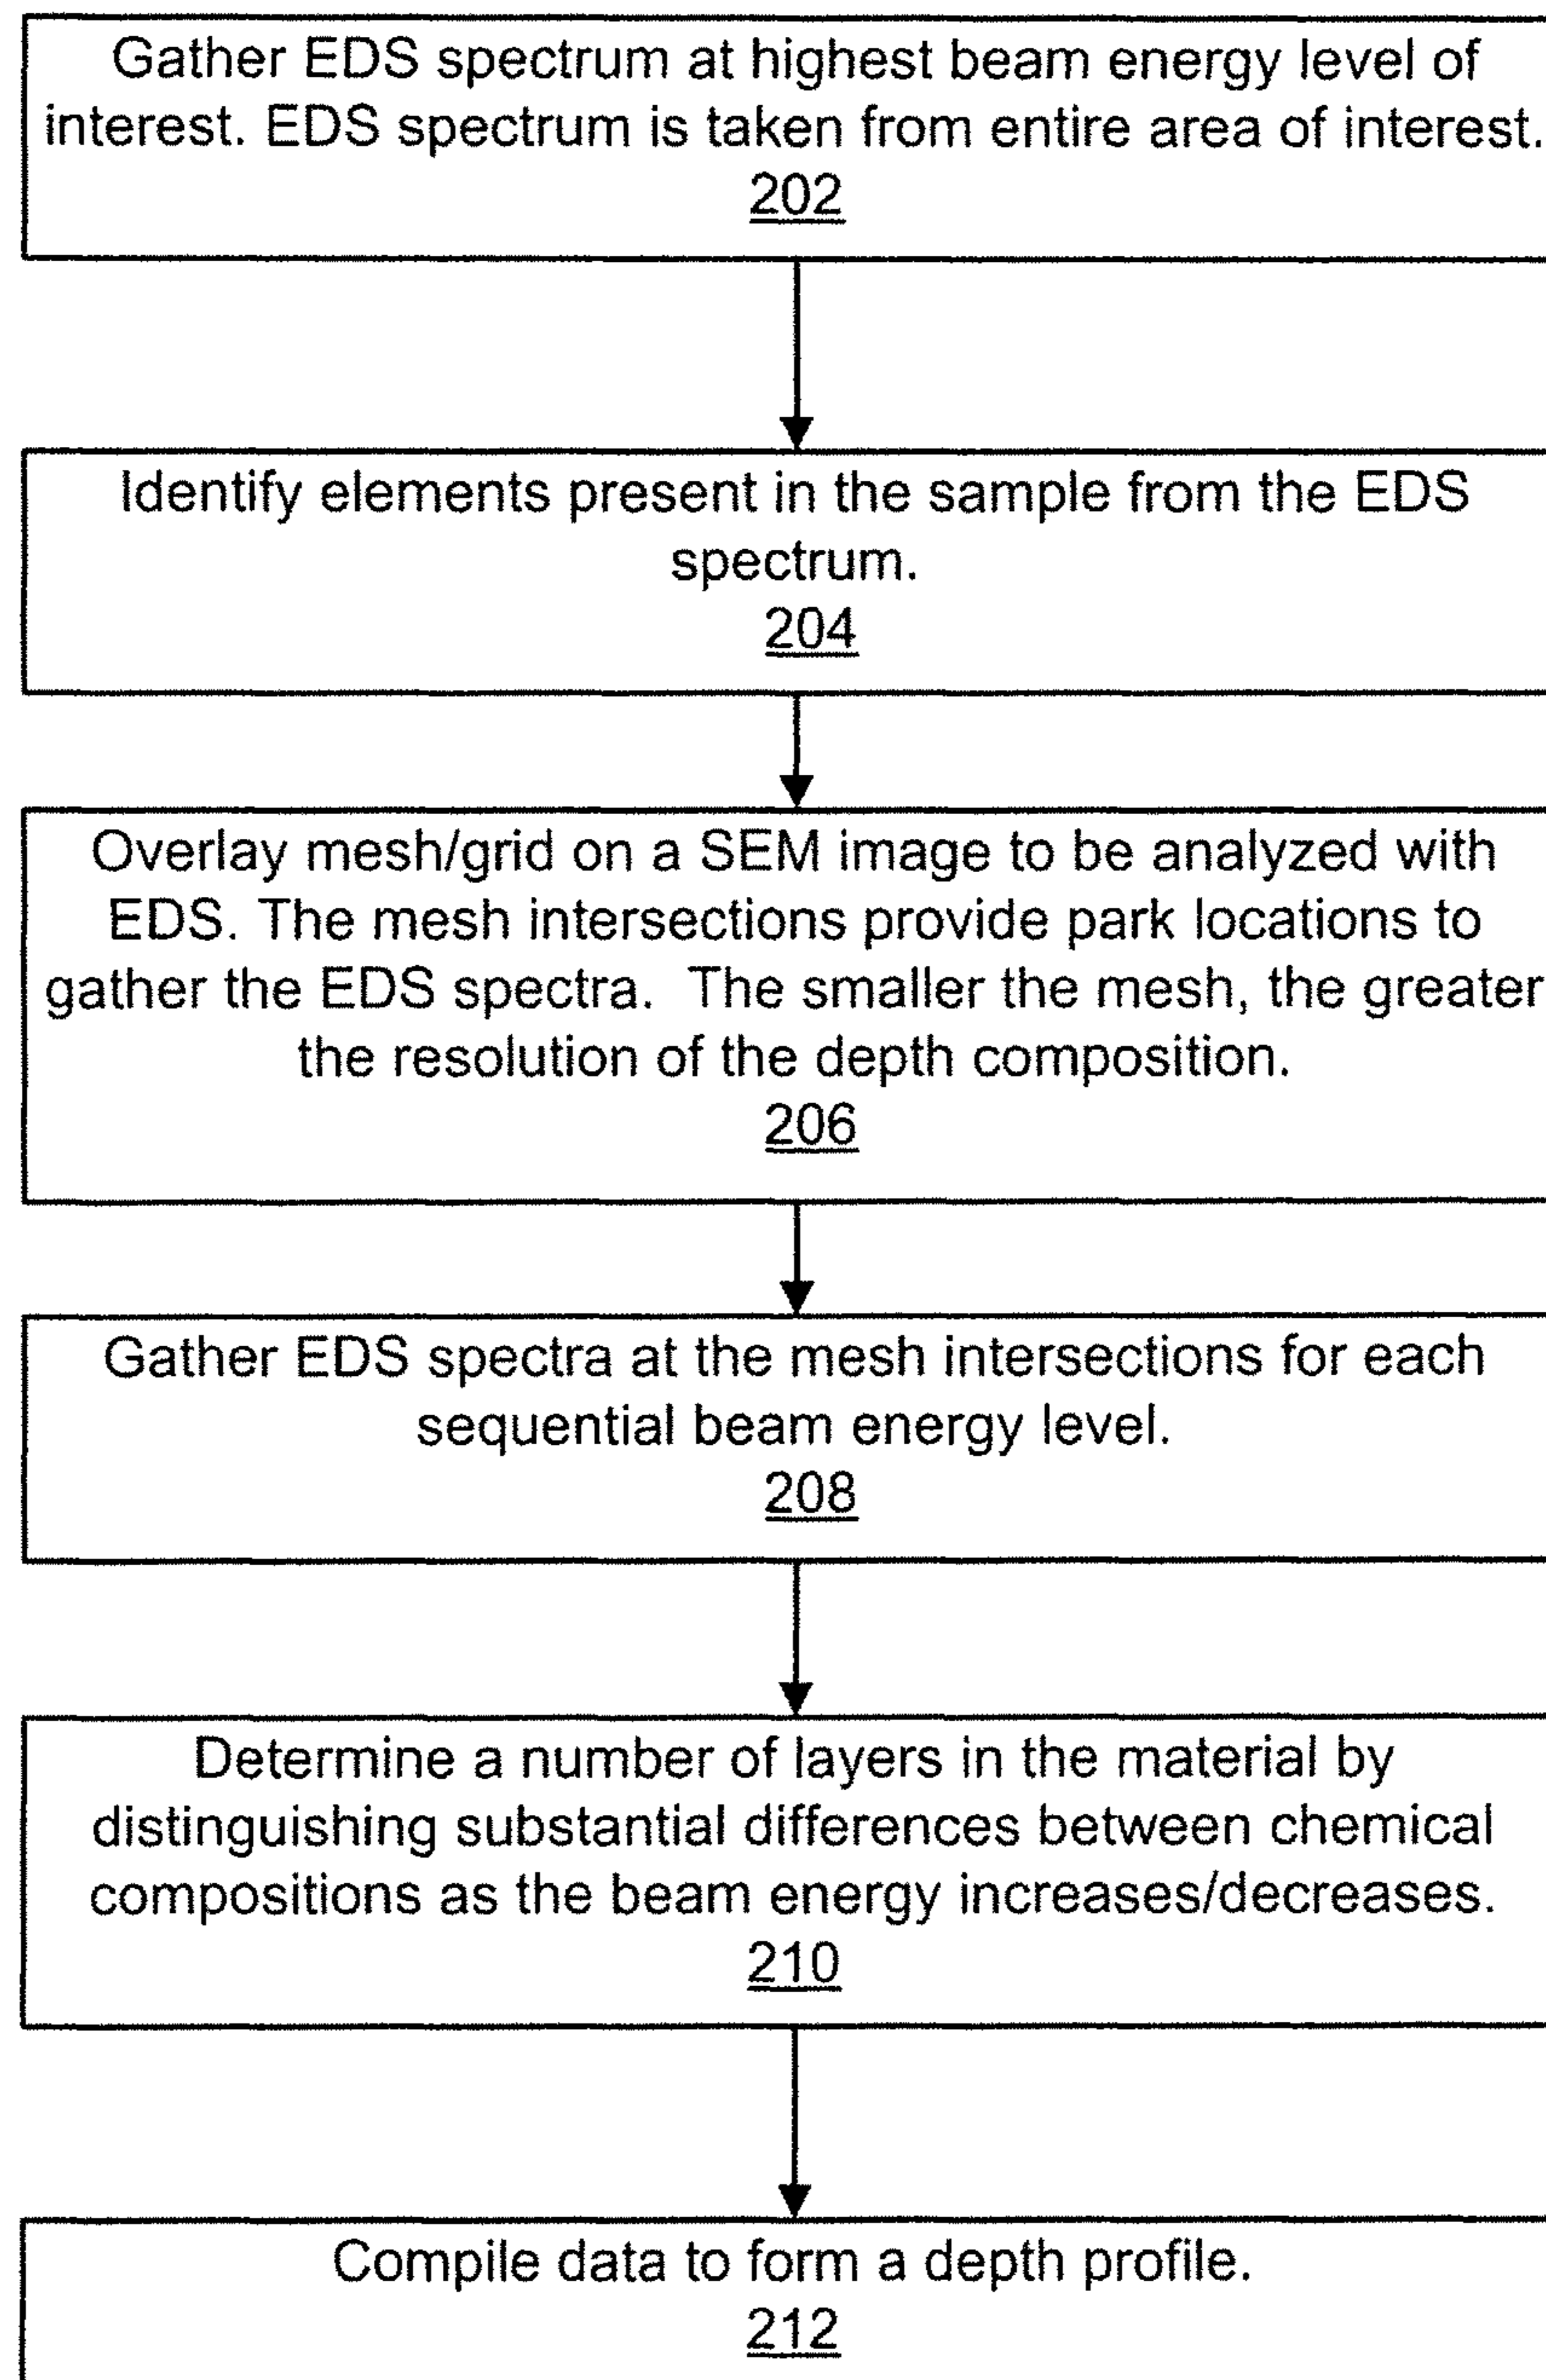 Gather EDS spectrum at highest beam energy level of
interest. EDS spectrum is taken from entire area of interest.
202
Identify elements present in the sample from the EDS
spectrum.
204
Overlay mesh/grid on a SEM image to be analyzed with
EDS. The mesh intersections provide park locations to
gather the EDS spectra.  The smaller the mesh, the greater
the resolution of the depth composition.
206
Gather EDS spectra at the mesh intersections for each
sequential beam energy level.
208
Determine a number of layers in the material by
distinguishing substantial differences between chemical
compositions as the beam energy increases/decreases.
210
Compile data to form a depth profile.
212